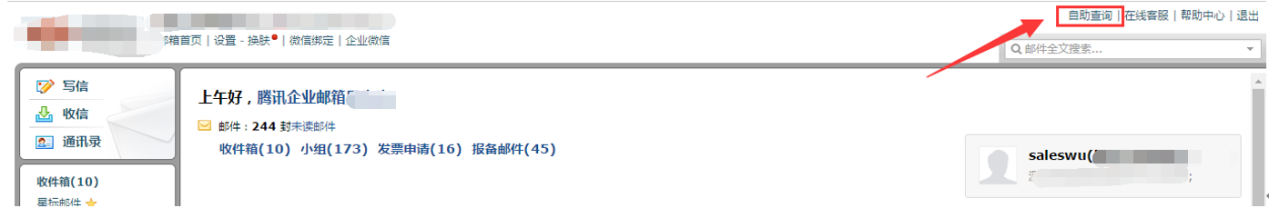 自助查询 | 在线客服 | 帮助中心 | 退出
箱首页 | 设置 - 换肤 | 微信绑定 | 企业微信
邮件全文搜索...
写信
收信
通讯录
上午好，腾讯企业邮箱
邮件：244 封未读邮件
收件箱(10) 小组(173) 发票申请(16) 报备邮件(45)
saleswu(
;
收件箱(10)
星标邮件